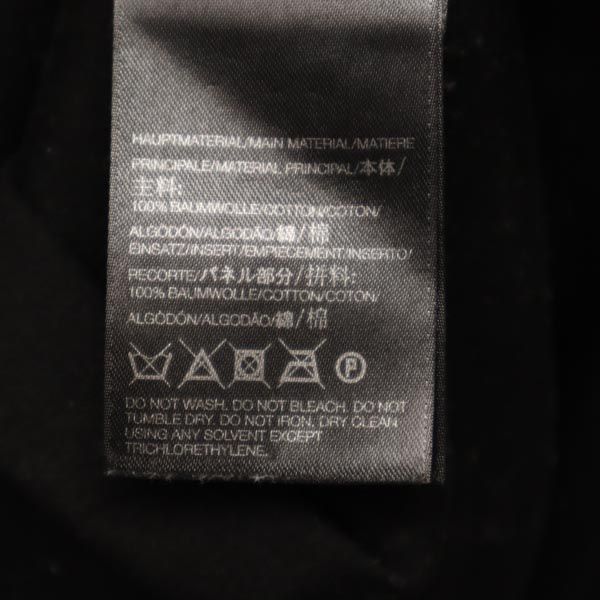 HAUPTMATERIAL/MAIN MATERIAL/MATIERE
PRINCIPALE/MATERIAL PRINCIPAL/本体/
主料:
100% BAUMWOLLE/COTTON/COTON/
ALGODÓN/ALGODÃO/綿/棉
EINSATZ/INSERT/EMPIECEMENT/INSERTO/
RECORTE/パネル部分/拼料:
100% BAUMWOLLE/COTTON/COTON/
ALGODÓN/ALGODÃO/綿/棉
P
DO NOT WASH. DO NOT BLEACH. DO NOT
TUMBLE DRY. DO NOT IRON. DRY CLEAN
USING ANY SOLVENT EXCEPT
TRICHLORETHYLENE.